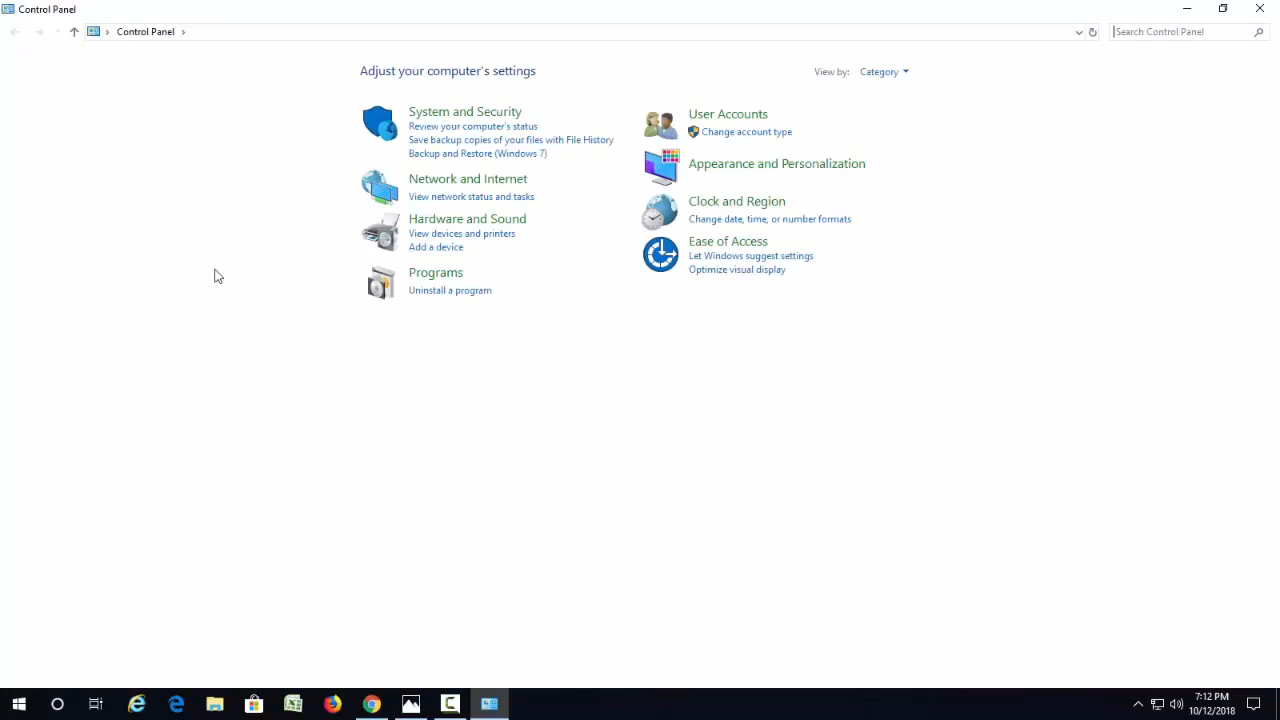 Control Panel
Control Panel
Search Control Panel
Adjust your computer's settings
View by: Category
System and Security
Review your computer's status
Save backup copies of your files with File History
Backup and Restore (Windows 7)
Network and Internet
View network status and tasks
Hardware and Sound
View devices and printers
Add a device
Programs
Uninstall a program
User Accounts
Change account type
Appearance and Personalization
Clock and Region
Change date, time, or number formats
Ease of Access
Let Windows suggest settings
Optimize visual display
7:12 PM
10/12/2018